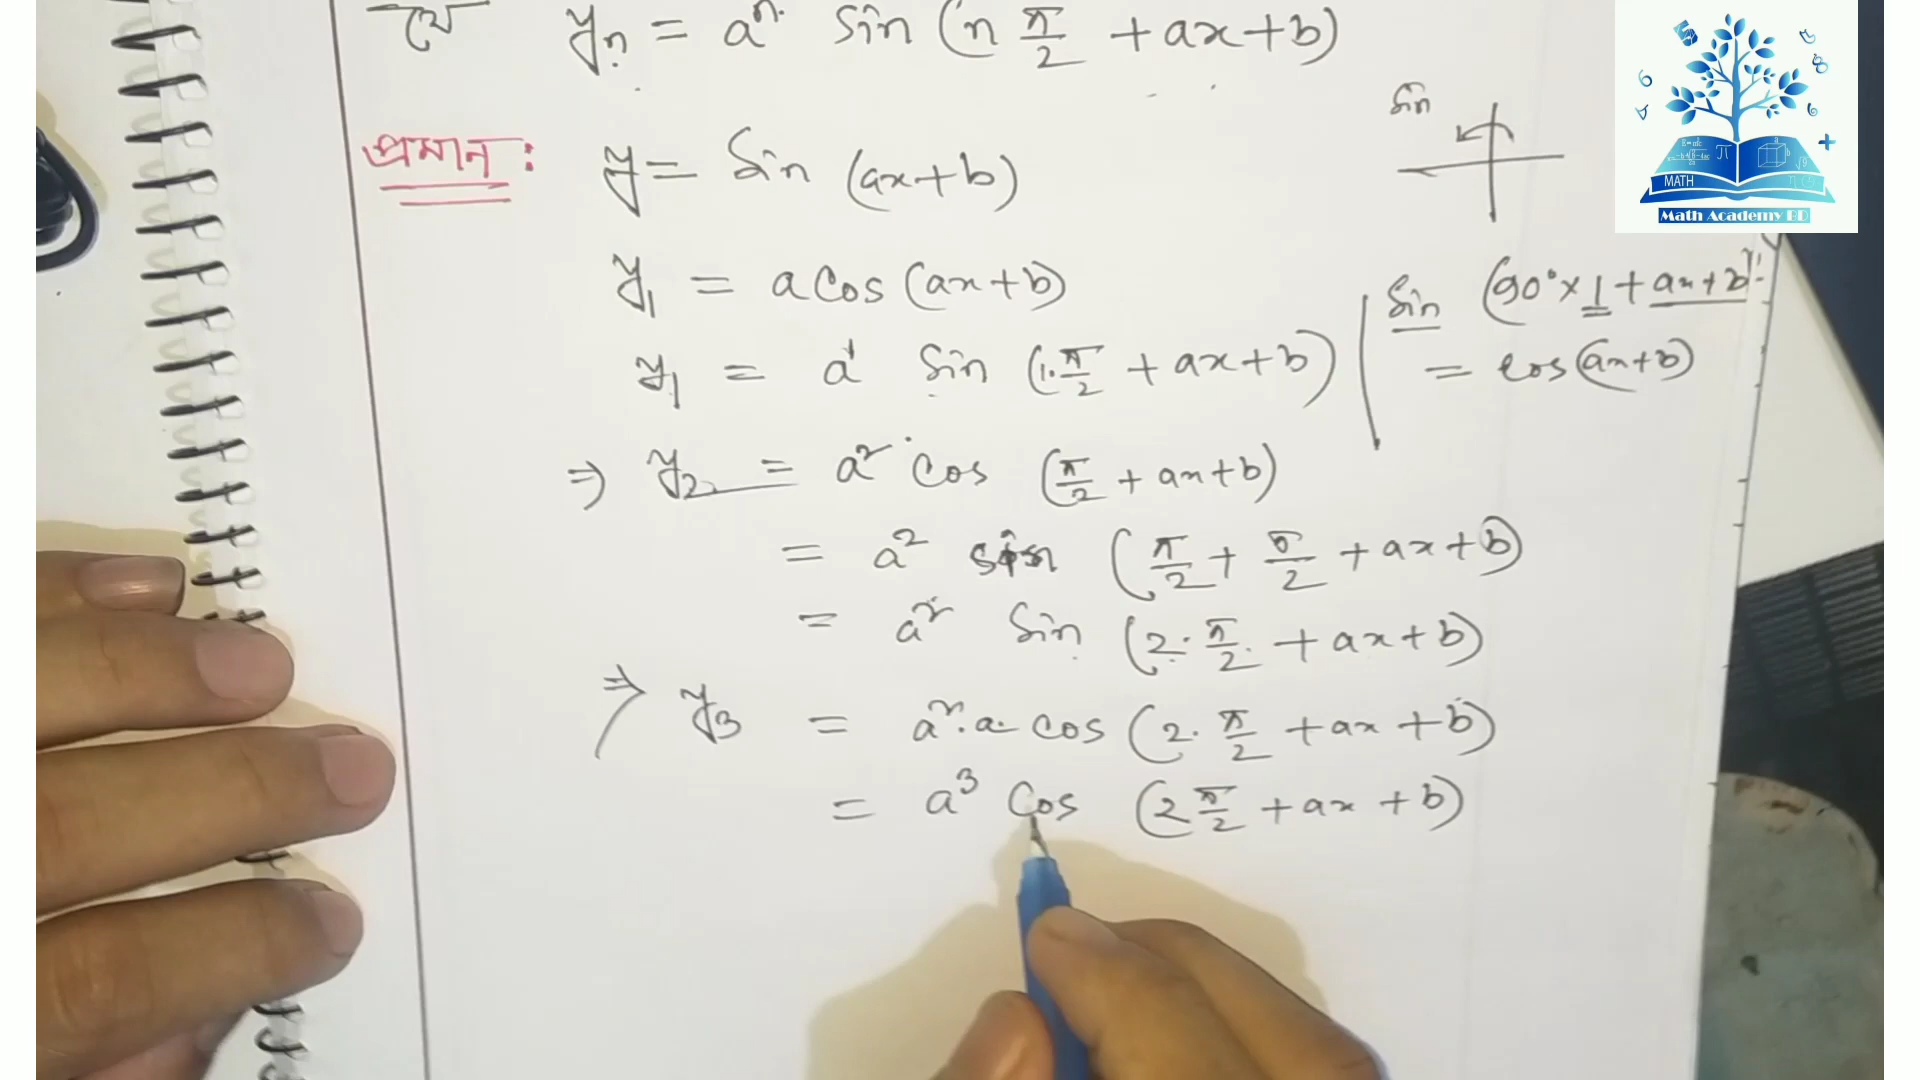 যে yₙ = aⁿ sin (n π/2 + ax + b)
প্রমান : y = sin (ax+b)
sin
y₁ = a cos (ax+b)
sin (90° × 1 + ax + b)
= cos (ax+b)
y₁ = a¹ sin (1. π/2 + ax + b)
⇒ y₂ = a² cos (π/2 + ax + b)
= a² sin (π/2 + π/2 + ax + b)
= a² sin (2. π/2 + ax + b)
⇒ y₃ = a². a. cos (2. π/2 + ax + b)
= a³ cos (2 π/2 + ax + b)
MATH
Math Academy BD